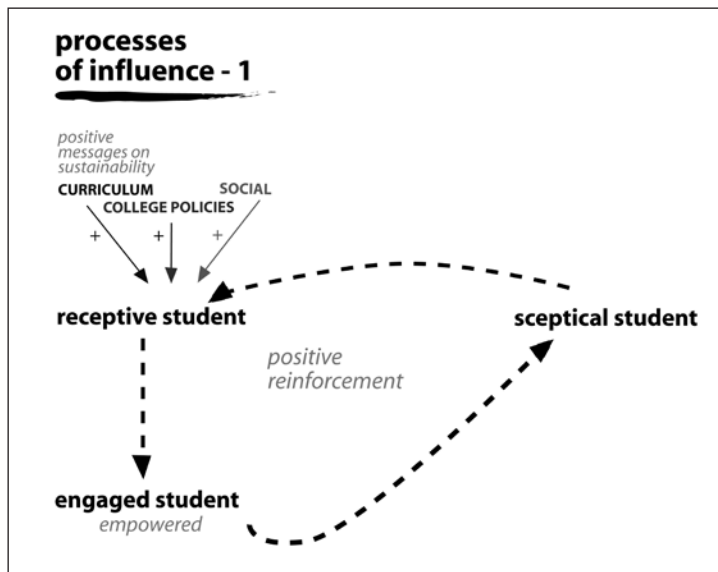 processes
of influence - 1
positive
messages on
sustainability
CURRICULUM
SOCIAL
COLLEGE POLICIES
+
+
+
receptive student
sceptical student
positive
reinforcement
engaged student
empowered